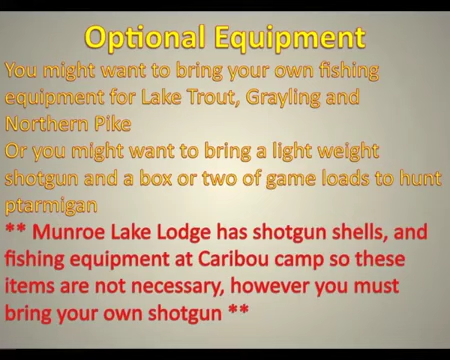 Optional Equipment
You might want to bring your own fishing
equipment for Lake Trout, Grayling and
Northern Pike
Or you might want to bring a light weight
shotgun and a box or two of game loads to hunt
ptarmigan
** Munroe Lake Lodge has shotgun shells, and
fishing equipment at Caribou camp so these
items are not necessary, however you must
bring your own shotgun **